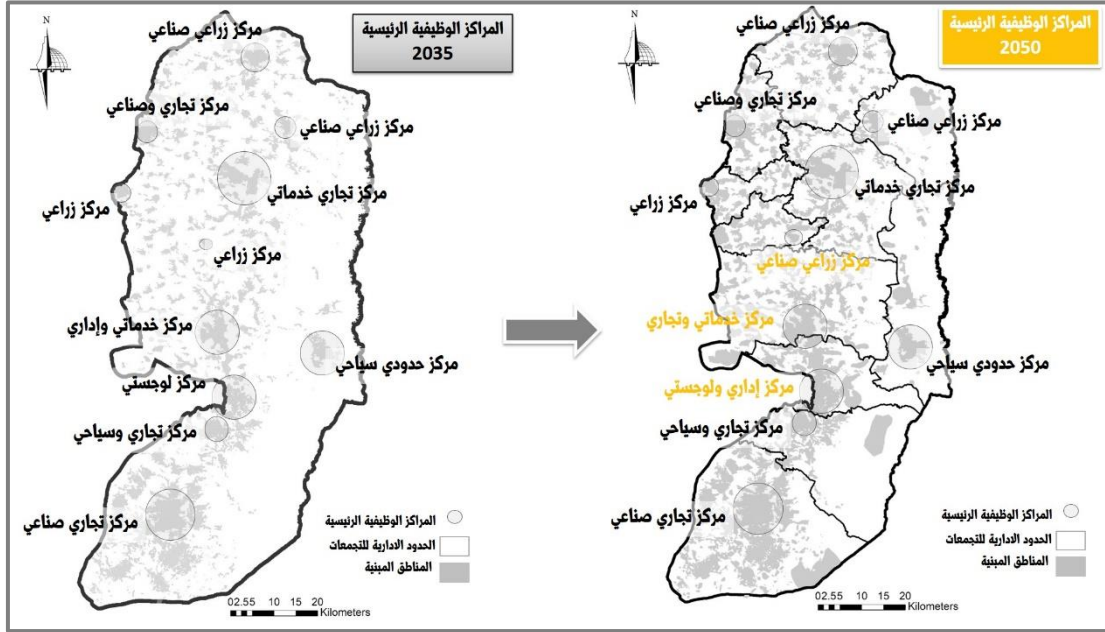 المراكز الوظيفية الرئيسية
2035
N
مركز زراعي صناعي
مركز تجاري وصناعي
مركز زراعي صناعي
مركز تجاري خدماتي
مركز زراعي
مركز زراعي
مركز خدماتي وإداري
مركز حدودي سياحي
مركز لوجستي
مركز تجاري وسياحي
مركز تجاري صناعي
المراكز الوظيفية الرئيسية
الحدود الادارية للتجمعات
المناطق المبنية
02.55 10 15 20
Kilometers
المراكز الوظيفية الرئيسية
2050
N
مركز زراعي صناعي
مركز تجاري وصناعي
مركز زراعي صناعي
مركز تجاري خدماتي
مركز زراعي
مركز زراعي صناعي
مركز خدماتي وتجاري
مركز حدودي سياحي
مركز إداري ولوجستي
مركز تجاري وسياحي
مركز تجاري صناعي
المراكز الوظيفية الرئيسية
الحدود الادارية للتجمعات
المناطق المبنية
02.55 10 15 20
Kilometers